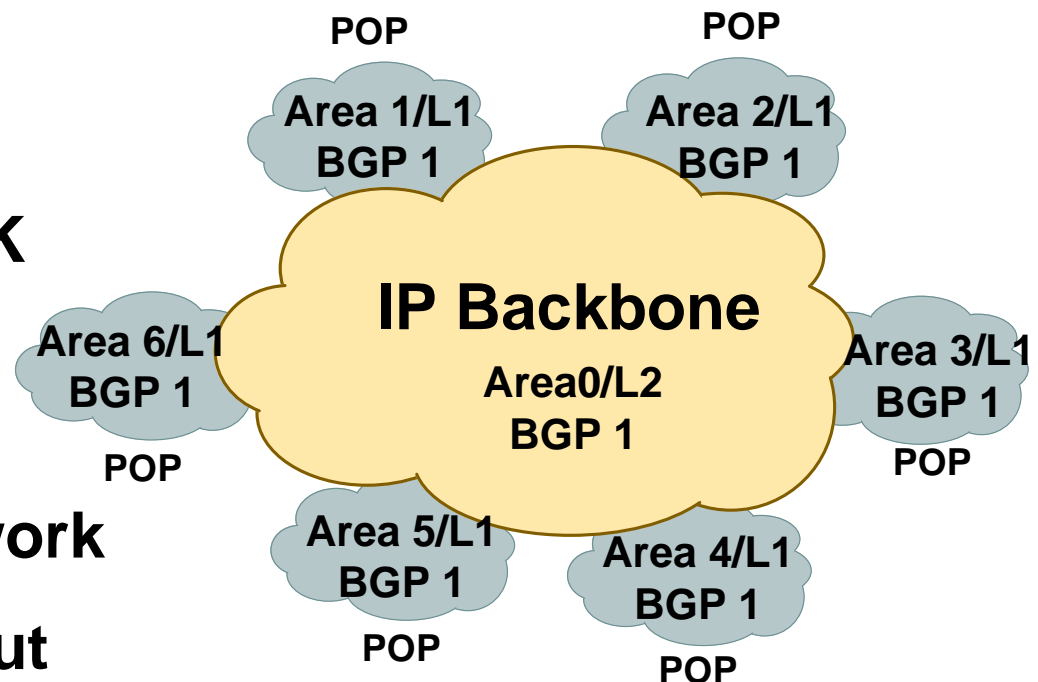 POP
POP
Area 1/L1
BGP 1
Area 2/L1
BGP 1
K
IP Backbone
Area0/L2
BGP 1
Area 6/L1
BGP 1
POP
Area 3/L1
BGP 1
POP
work
Area 5/L1
BGP 1
POP
Area 4/L1
BGP 1
POP
ut